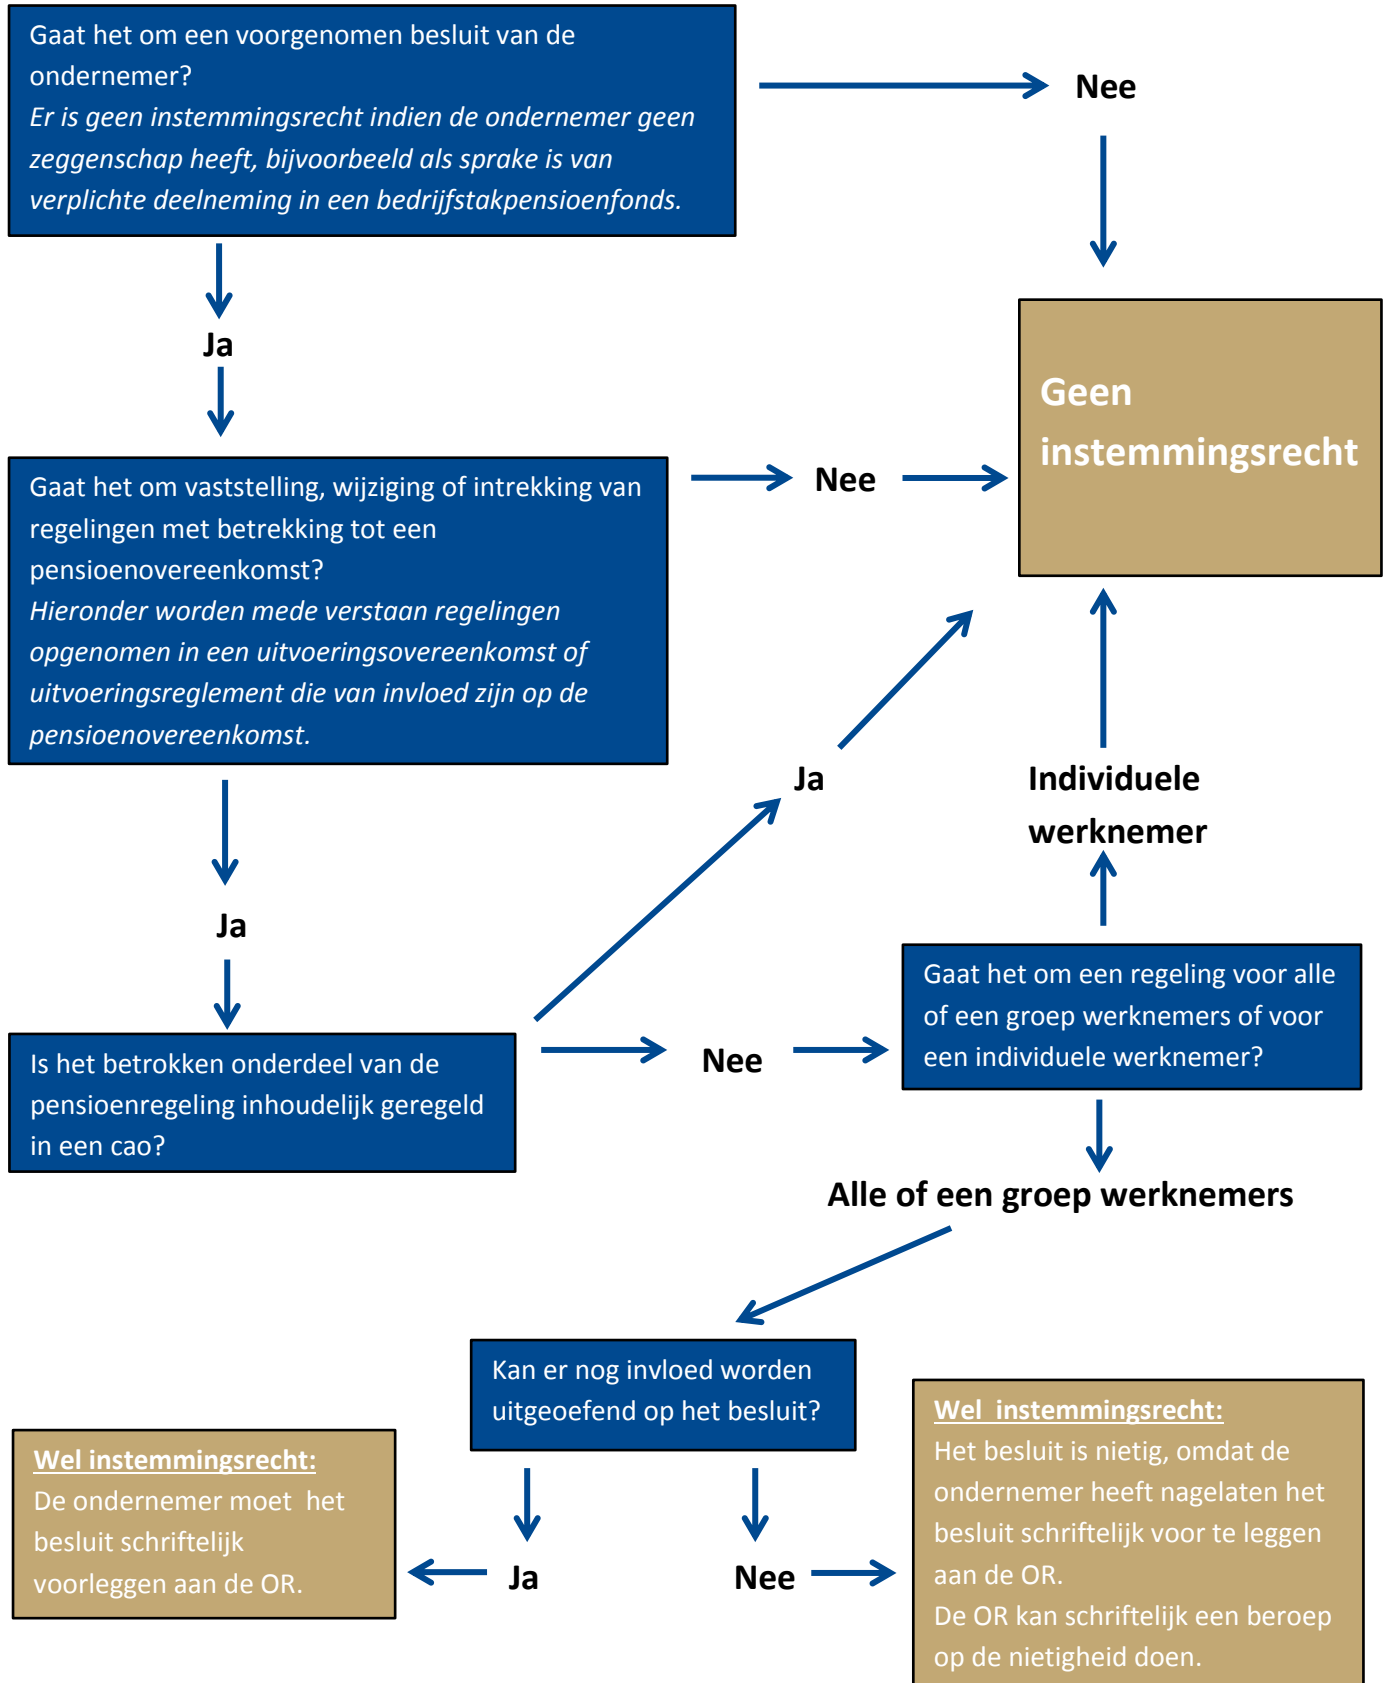 Gaat het om een voorgenomen besluit van de
ondernemer?
Er is geen instemmingsrecht indien de ondernemer geen
zeggenschap heeft, bijvoorbeeld als sprake is van
verplichte deelneming in een bedrijfstakpensioenfonds.
Nee
Ja
Geen
instemmingsrecht
Gaat het om vaststelling, wijziging of intrekking van
regelingen met betrekking tot een
pensioenovereenkomst?
Hieronder worden mede verstaan regelingen
opgenomen in een uitvoeringsovereenkomst of
uitvoeringsreglement die van invloed zijn op de
pensioenovereenkomst.
Nee
Ja
Individuele
werknemer
Ja
Is het betrokken onderdeel van de
pensioenregeling inhoudelijk geregeld
in een cao?
Nee
Gaat het om een regeling voor alle
of een groep werknemers of voor
een individuele werknemer?
Alle of een groep werknemers
Kan er nog invloed worden
uitgeoefend op het besluit?
Wel instemmingsrecht:
De ondernemer moet  het
besluit schriftelijk
voorleggen aan de OR.
Ja
Nee
Wel  instemmingsrecht:
Het besluit is nietig, omdat de
ondernemer heeft nagelaten het
besluit schriftelijk voor te leggen
aan de OR.
De OR kan schriftelijk een beroep
op de nietigheid doen.